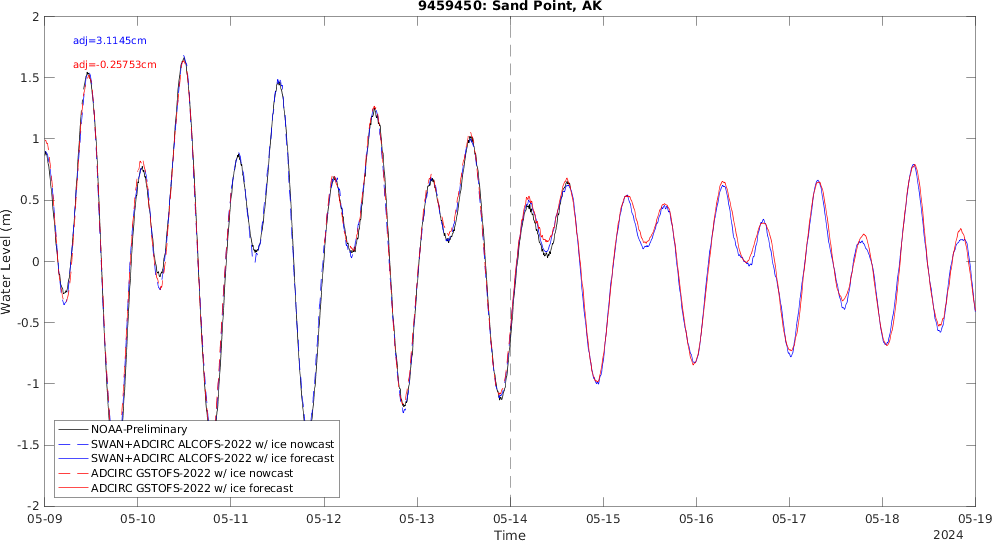 9459450: Sand Point, AK
adj=3.1145cm
adj=-0.25753cm
Water Level (m)
2
1.5
1
0.5
0
-0.5
-1
-1.5
-2
NOAA-Preliminary
SWAN+ADCIRC ALCOFS-2022 w/ ice nowcast
SWAN+ADCIRC ALCOFS-2022 w/ ice forecast
ADCIRC GSTOFS-2022 w/ ice nowcast
ADCIRC GSTOFS-2022 w/ ice forecast
05-09 05-10 05-11 05-12 05-13 05-14 05-15 05-16 05-17 05-18 05-19
Time
2024